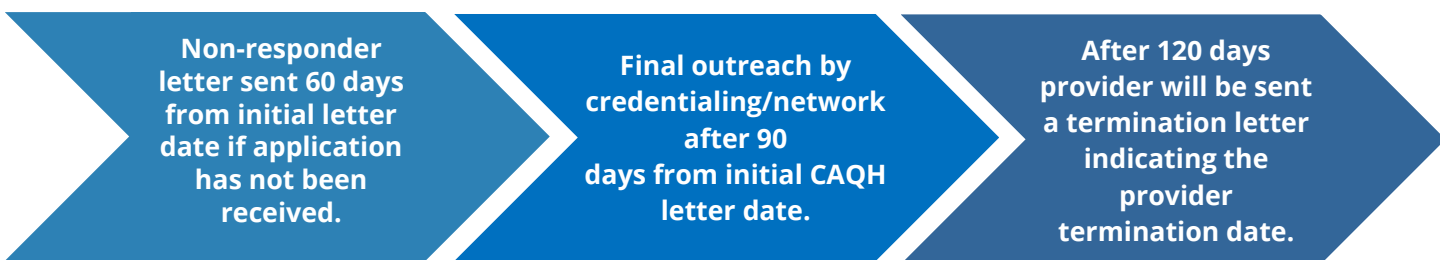 Non-responder
letter sent 60 days
from initial letter
date if application
has not been
received.
Final outreach by
credentialing/network
after 90
days from initial CAQH
letter date.
After 120 days
provider will be sent
a termination letter
indicating the
provider
termination date.